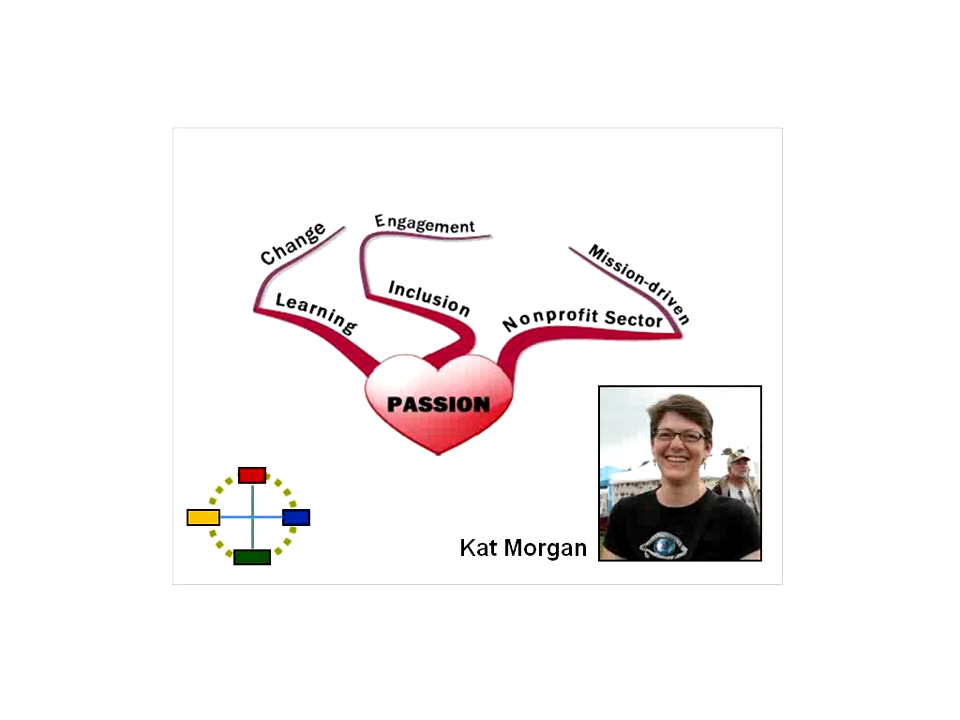 Change
Engagement
Mission-driven
Learning
Inclusion
Nonprofit Sector
PASSION
Kat Morgan